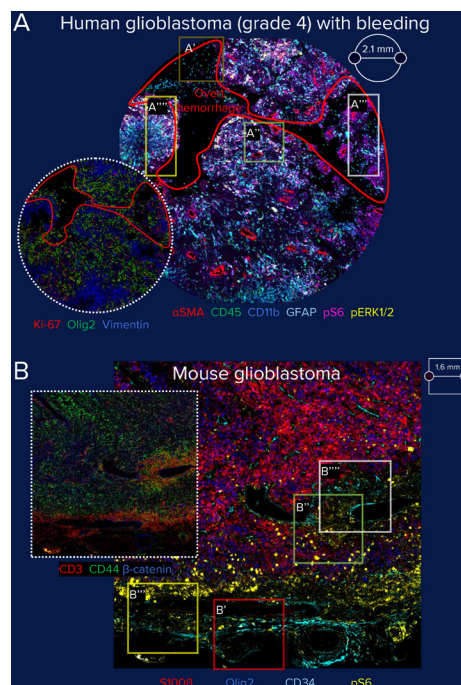 A
Human glioblastoma (grade 4) with bleeding
A'
2.1 mm
Overt
hemorrhage
A''''
A'''
A''
Ki-67 Olig2 Vimentin
αSMA CD45 CD11b GFAP pS6 pERK1/2
B
Mouse glioblastoma
1.6 mm
B''''
B''
CD3 CD44 β-catenin
B'''
B'
S100β Olig2 CD34 pS6